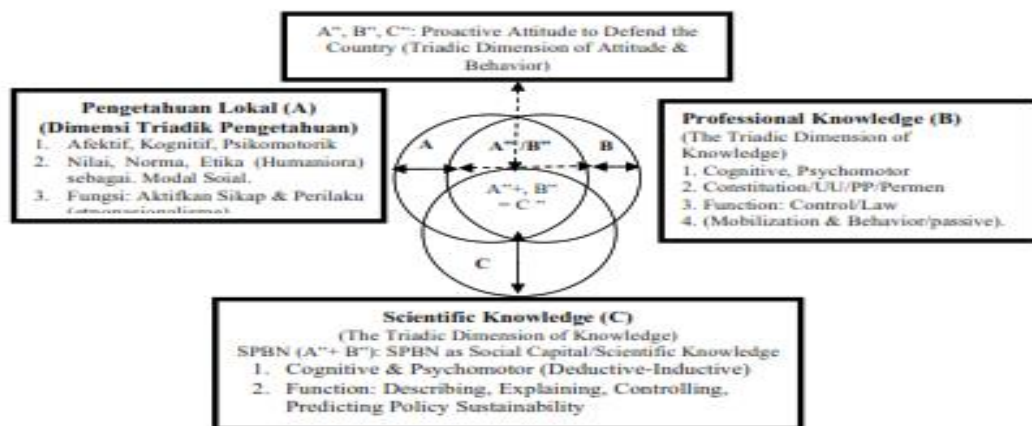 A”, B”, C”: Proactive Attitude to Defend the
Country (Triadic Dimension of Attitude &
Behavior)
Pengetahuan Lokal (A)
(Dimensi Triadik Pengetahuan)
1. Afektif, Kognitif, Psikomotorik
2. Nilai, Norma, Etika (Humaniora)
sebagai. Modal Soial.
3. Fungsi: Aktifkan Sikap & Perilaku
(etnonasionalisme)
A
A”/B”
B
A”+, B”
= C ”
C
Professional Knowledge (B)
(The Triadic Dimension of
Knowledge)
1. Cognitive, Psychomotor
2. Constitution/UU/PP/Permen
3. Function: Control/Law
4. (Mobilization & Behavior/passive).
Scientific Knowledge (C)
(The Triadic Dimension of Knowledge)
SPBN (A”+ B”): SPBN as Social Capital/Scientific Knowledge
1. Cognitive & Psychomotor (Deductive-Inductive)
2. Function: Describing, Explaining, Controlling,
Predicting Policy Sustainability